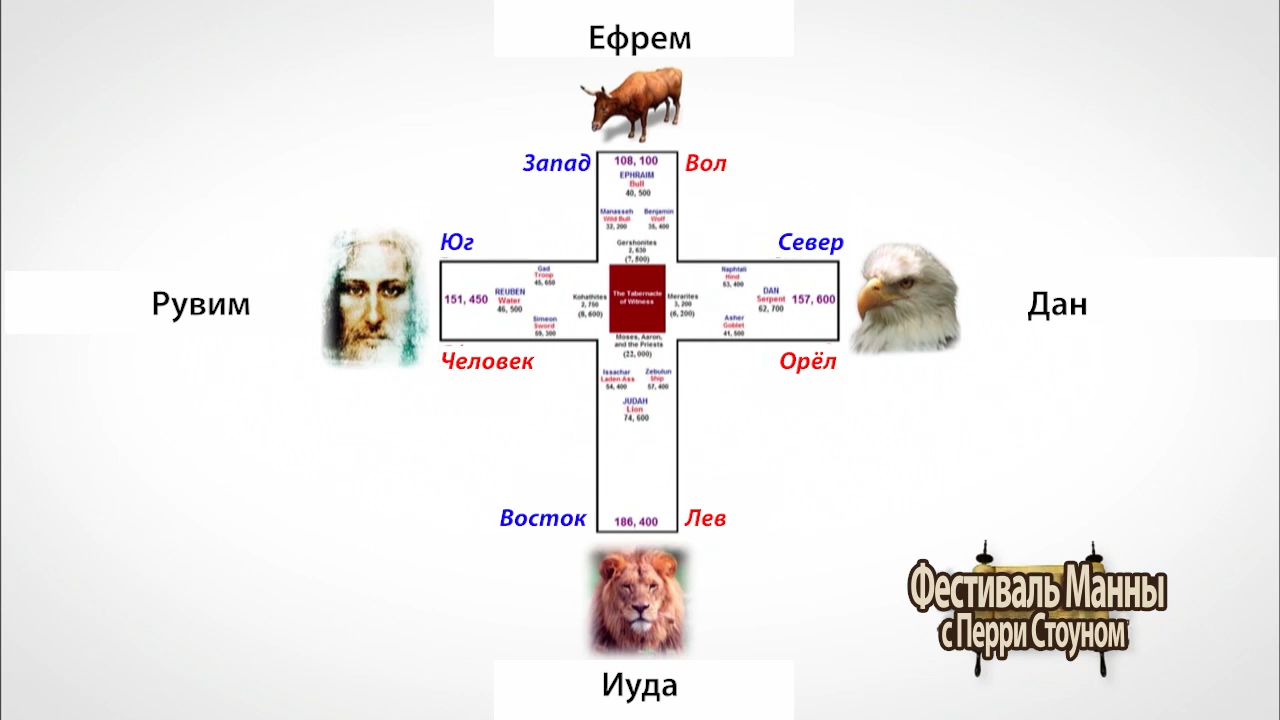 Ефрем
Запад
108, 100
Вол
EPHRAIM
Bull
40, 500
Manasseh
Wild Bull
32, 200
Benjamin
Wolf
35, 400
Gershonites
2, 630
(7, 500)
Юг
Север
Рувим
151, 450
REUBEN
Water
46, 500
Gad
Troop
45, 650
Simeon
Sword
59, 300
Kohathites
2, 750
(8, 600)
The Tabernacle
of Witness
Merarites
3, 200
(6, 200)
Naphtali
Hind
53, 400
Asher
Goblet
41, 500
DAN
Serpent
62, 700
157, 600
Дан
Человек
Орёл
Moses, Aaron,
and the Priests
(22, 000)
Issachar
Laden Ass
54, 400
Zebulun
Ship
57, 400
JUDAH
Lion
74, 600
Восток
186, 400
Лев
Иуда
Фестиваль Манны
с Перри Стоуном